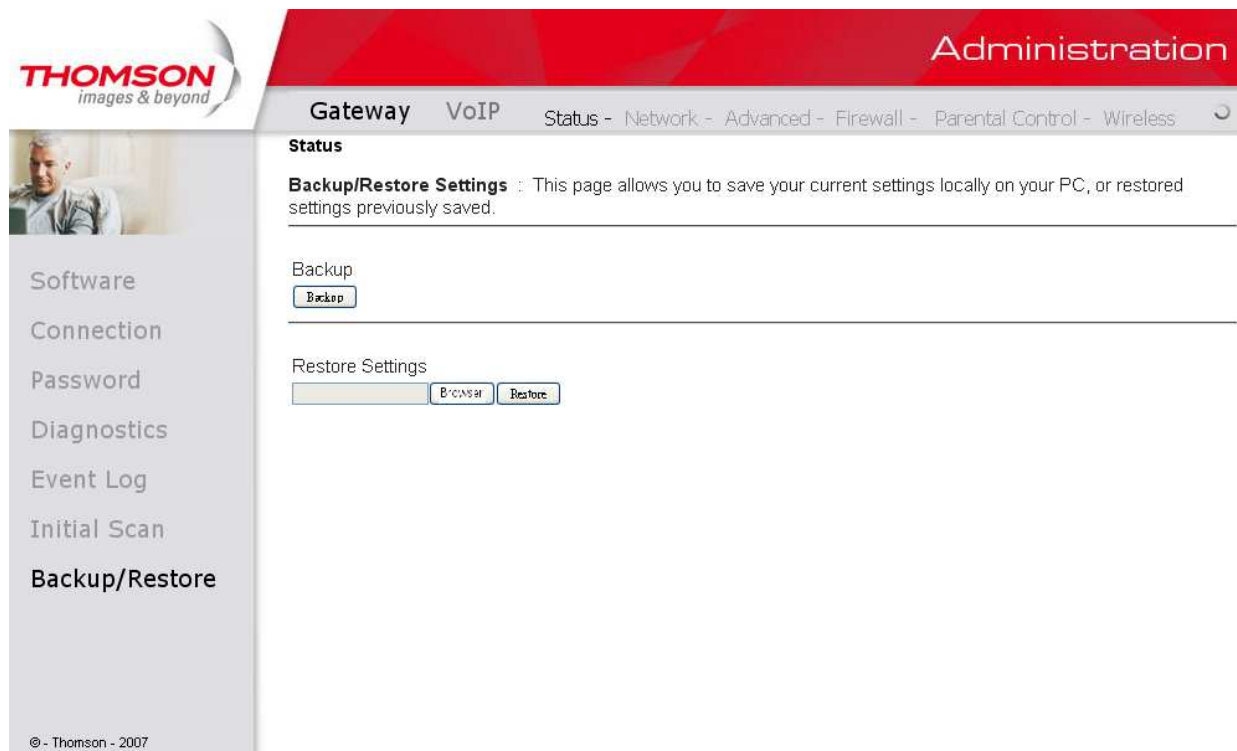 THOMSON
images & beyond
Administration
Gateway VoIP Status - Network - Advanced - Firewall - Parental Control - Wireless
Status
Backup/Restore Settings : This page allows you to save your current settings locally on your PC, or restored
settings previously saved.
Backup
Backup
Restore Settings
Browser Restore
Software
Connection
Password
Diagnostics
Event Log
Initial Scan
Backup/Restore
© - Thomson - 2007